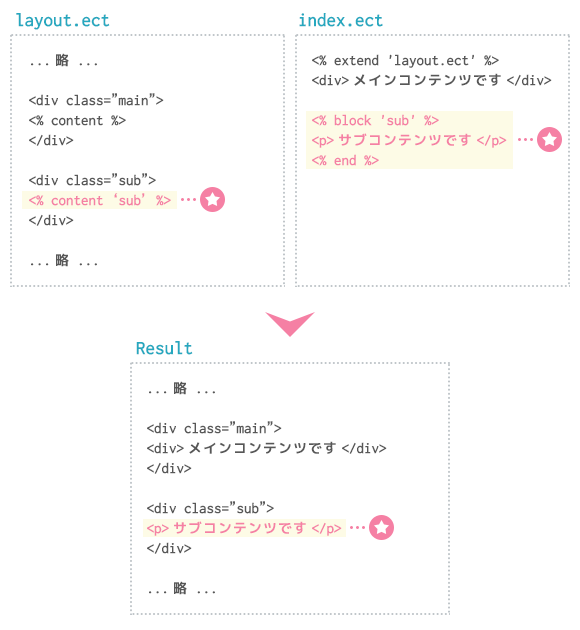 layout.ect
... 略 ...
<div class=”main”>
<% content %>
</div>
<div class=”sub”>
<% content ‘sub’ %>
</div>
... 略 ...
index.ect
<% extend 'layout.ect' %>
<div>メインコンテンツです</div>
<% block 'sub' %>
<p>サブコンテンツです</p>
<% end %>
Result
... 略 ...
<div class=”main”>
<div>メインコンテンツです</div>
</div>
<div class=”sub”>
<p>サブコンテンツです</p>
</div>
... 略 ...